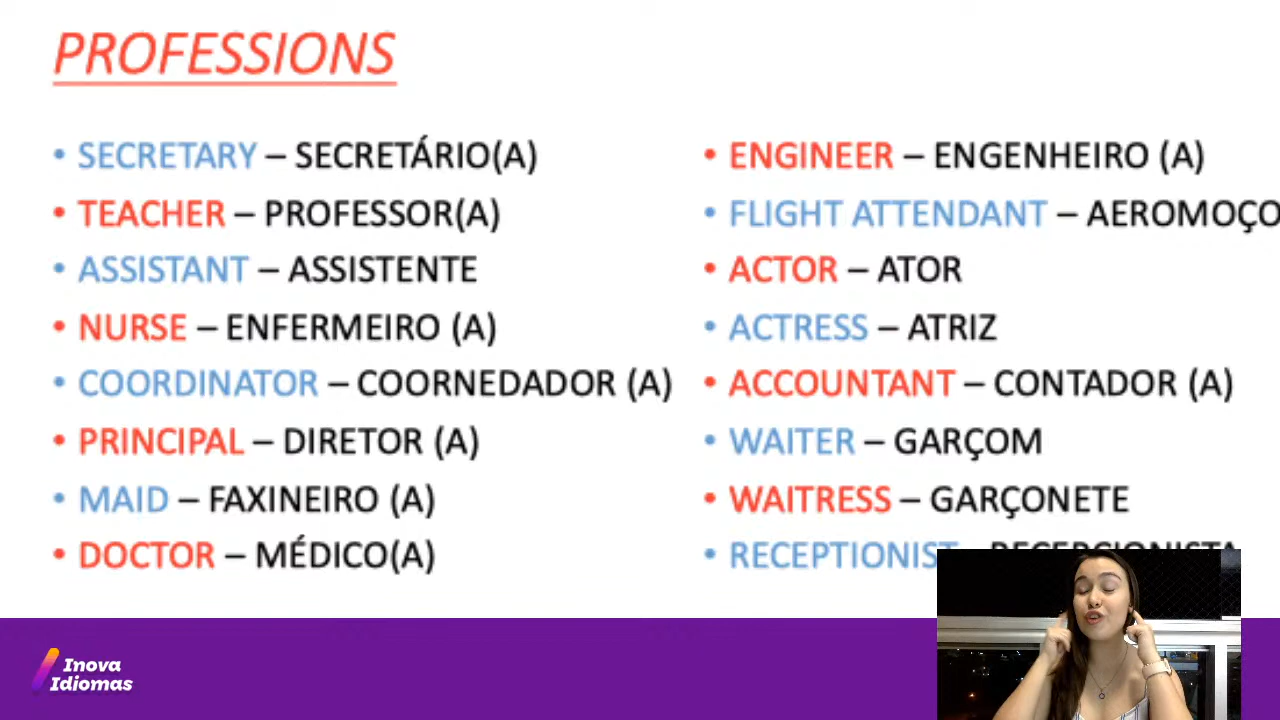 PROFESSIONS
• SECRETARY – SECRETÁRIO(A)
• TEACHER – PROFESSOR(A)
• ASSISTANT – ASSISTENTE
• NURSE – ENFERMEIRO (A)
• COORDINATOR – COORNEDADOR (A)
• PRINCIPAL – DIRETOR (A)
• MAID – FAXINEIRO (A)
• DOCTOR – MÉDICO(A)
• ENGINEER – ENGENHEIRO (A)
• FLIGHT ATTENDANT – AEROMOÇO
• ACTOR – ATOR
• ACTRESS – ATRIZ
• ACCOUNTANT – CONTADOR (A)
• WAITER – GARÇOM
• WAITRESS – GARÇONETE
• RECEPTIONIST
Inova
Idiomas